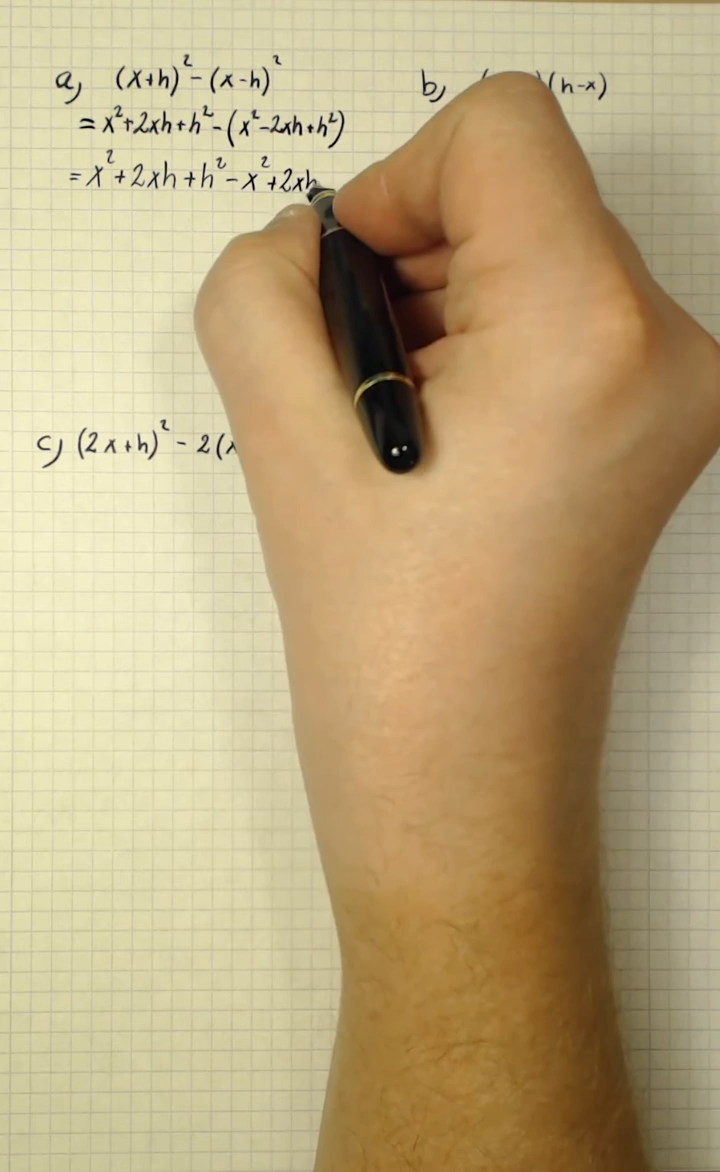 a) (x+h)² - (x-h)²
= x²+2xh+h² - (x²-2xh+h²)
= x² + 2xh + h² - x² + 2xh
b) (h-x)
c) (2x+h)² - 2(x